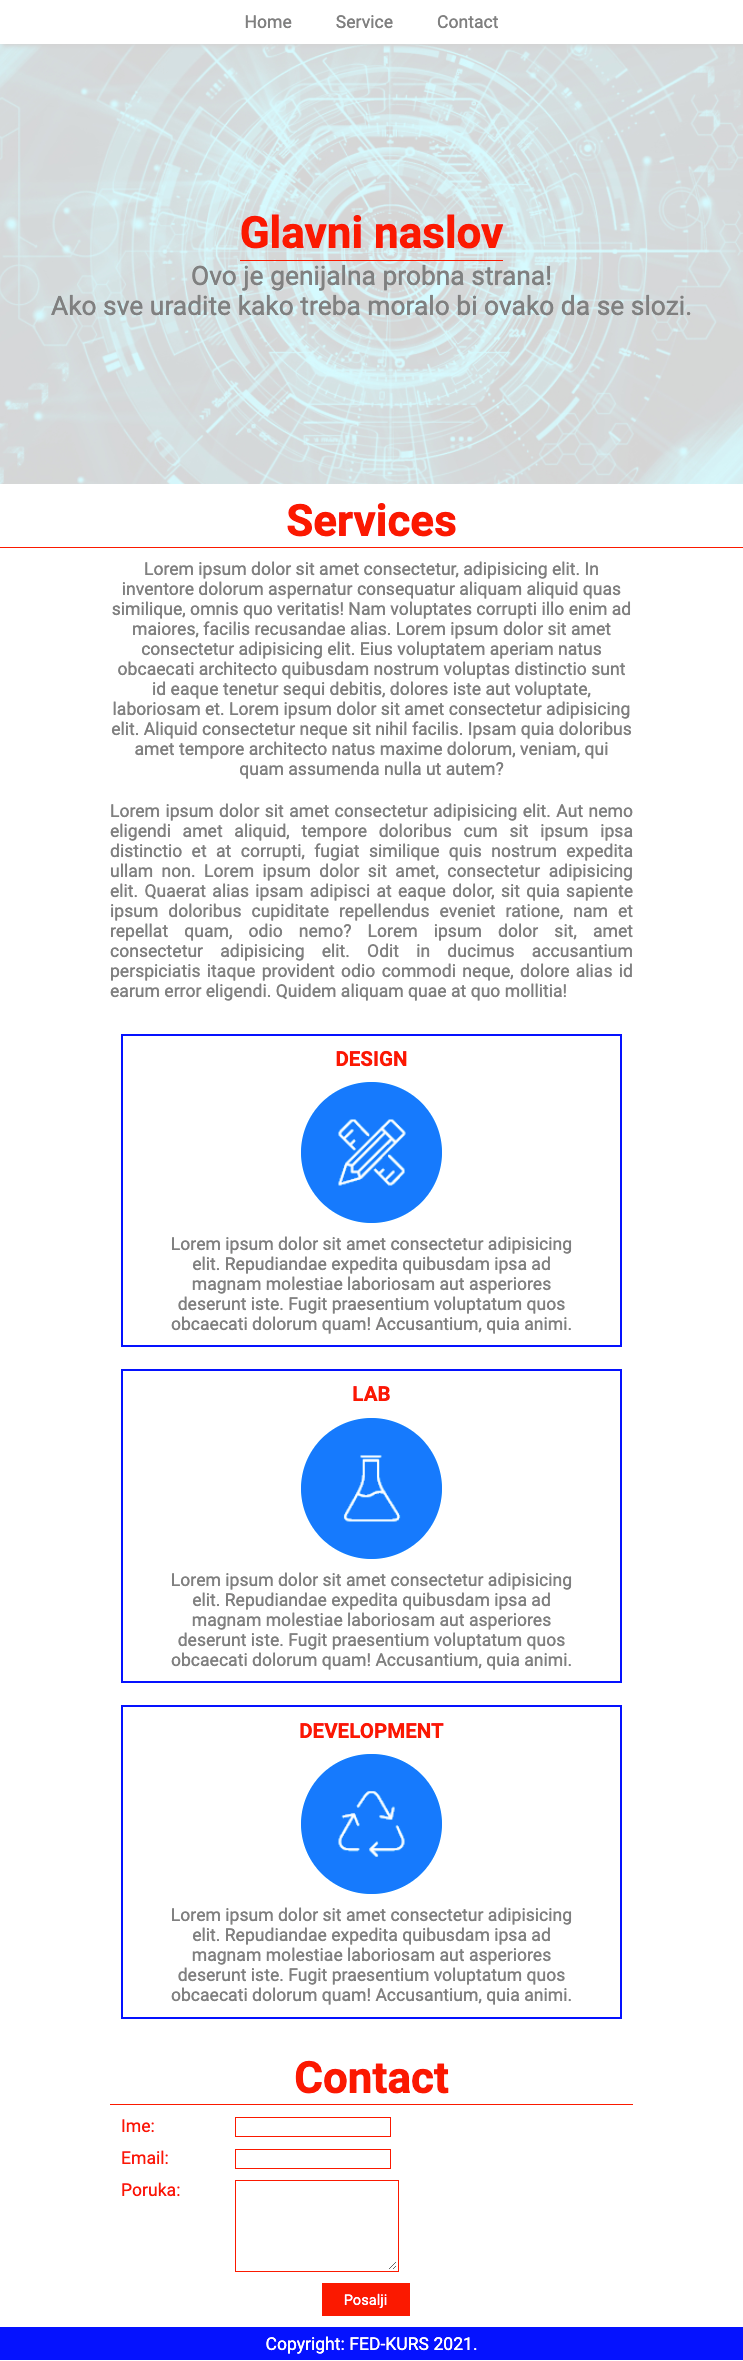 Home Service Contact
Glavni naslov
Ovo je genijalna probna strana!
Ako sve uradite kako treba moralo bi ovako da se slozi.
Services
Lorem ipsum dolor sit amet consectetur, adipisicing elit. In
inventore dolorum aspernatur consequatur aliquam aliquid quas
similique, omnis quo veritatis! Nam voluptates corrupti illo enim ad
maiores, facilis recusandae alias. Lorem ipsum dolor sit amet
consectetur adipisicing elit. Eius voluptatem aperiam natus
obcaecati architecto quibusdam nostrum voluptas distinctio sunt
id eaque tenetur sequi debitis, dolores iste aut voluptate,
laboriosam et. Lorem ipsum dolor sit amet consectetur adipisicing
elit. Aliquid consectetur neque sit nihil facilis. Ipsam quia doloribus
amet tempore architecto natus maxime dolorum, veniam, qui
quam assumenda nulla ut autem?
Lorem ipsum dolor sit amet consectetur adipisicing elit. Aut nemo
eligendi amet aliquid, tempore doloribus cum sit ipsum ipsa
distinctio et at corrupti, fugiat similique quis nostrum expedita
ullam non. Lorem ipsum dolor sit amet, consectetur adipisicing
elit. Quaerat alias ipsam adipisci at eaque dolor, sit quia sapiente
ipsum doloribus cupiditate repellendus eveniet ratione, nam et
repellat quam, odio nemo? Lorem ipsum dolor sit, amet
consectetur adipisicing elit. Odit in ducimus accusantium
perspiciatis itaque provident odio commodi neque, dolore alias id
earum error eligendi. Quidem aliquam quae at quo mollitia!
DESIGN
Lorem ipsum dolor sit amet consectetur adipisicing
elit. Repudiandae expedita quibusdam ipsa ad
magnam molestiae laboriosam aut asperiores
deserunt iste. Fugit praesentium voluptatum quos
obcaecati dolorum quam! Accusantium, quia animi.
LAB
Lorem ipsum dolor sit amet consectetur adipisicing
elit. Repudiandae expedita quibusdam ipsa ad
magnam molestiae laboriosam aut asperiores
deserunt iste. Fugit praesentium voluptatum quos
obcaecati dolorum quam! Accusantium, quia animi.
DEVELOPMENT
Lorem ipsum dolor sit amet consectetur adipisicing
elit. Repudiandae expedita quibusdam ipsa ad
magnam molestiae laboriosam aut asperiores
deserunt iste. Fugit praesentium voluptatum quos
obcaecati dolorum quam! Accusantium, quia animi.
Contact
Ime:
Email:
Poruka:
Posalji
Copyright: FED-KURS 2021.